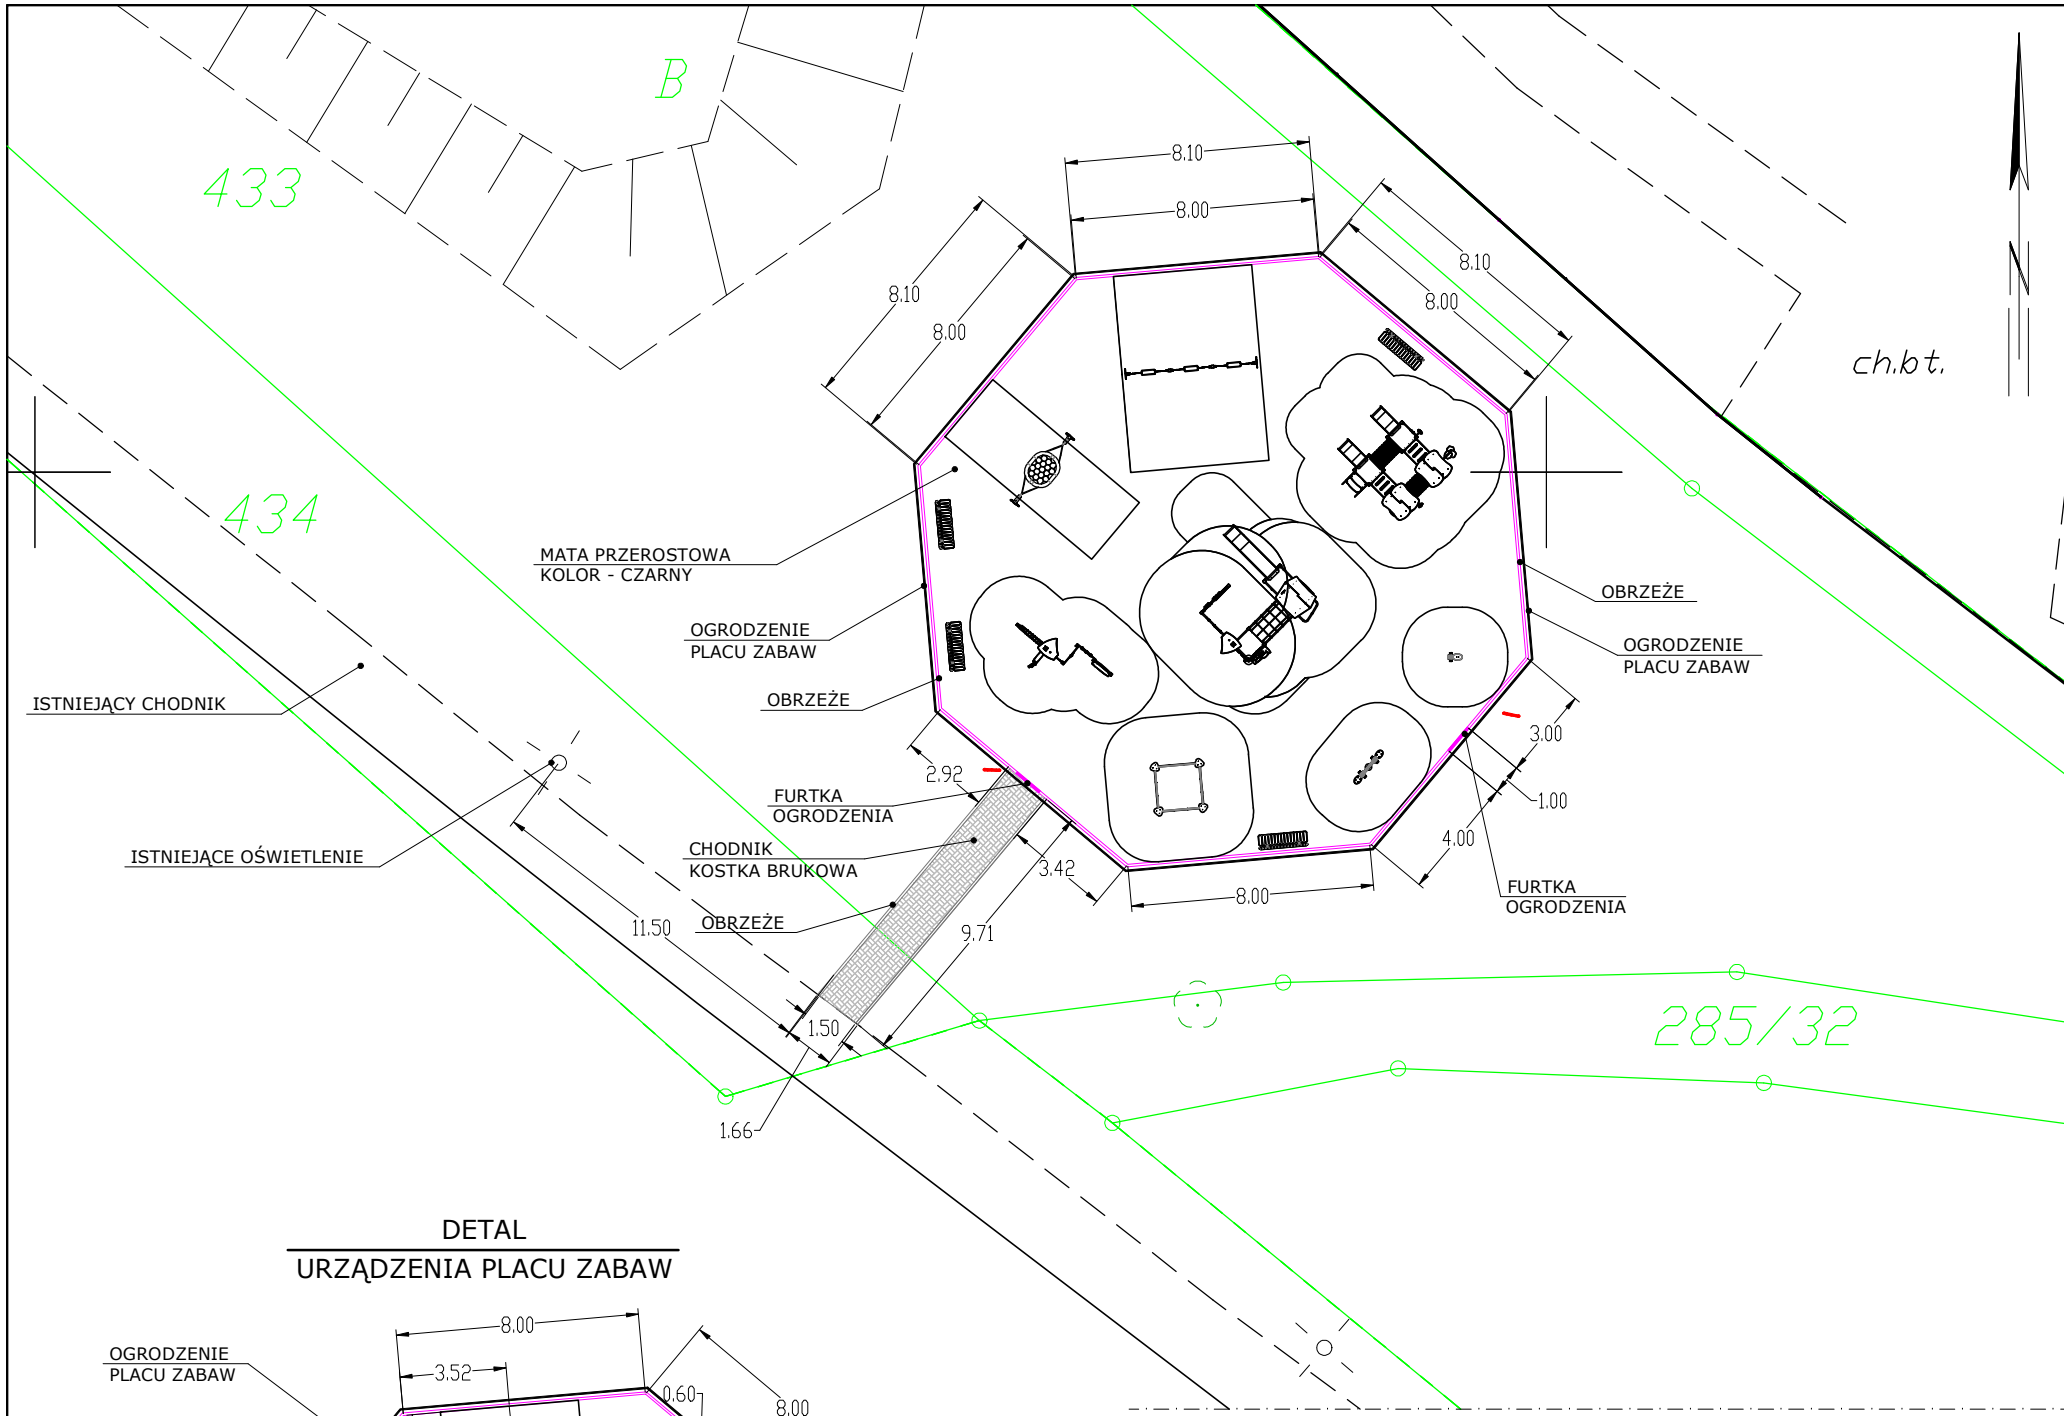 B
433
8.10
8.00
8.10
8.00
8.10
8.00
N
ch.bt.
434
MATA PRZEROSTOWA
KOLOR - CZARNY
OBRZEŻE
OGRODZENIE
PLACU ZABAW
OGRODZENIE
PLACU ZABAW
OBRZEŻE
ISTNIEJĄCY CHODNIK
3.00
2.92
FURTKA
OGRODZENIA
1.00
4.00
ISTNIEJĄCE OŚWIETLENIE
CHODNIK
KOSTKA BRUKOWA
3.42
8.00
FURTKA
OGRODZENIA
OBRZEŻE
11.50
9.71
1.50
285/32
1.66
DETAL
URZĄDZENIA PLACU ZABAW
8.00
OGRODZENIE
PLACU ZABAW
3.52
0.60
8.00